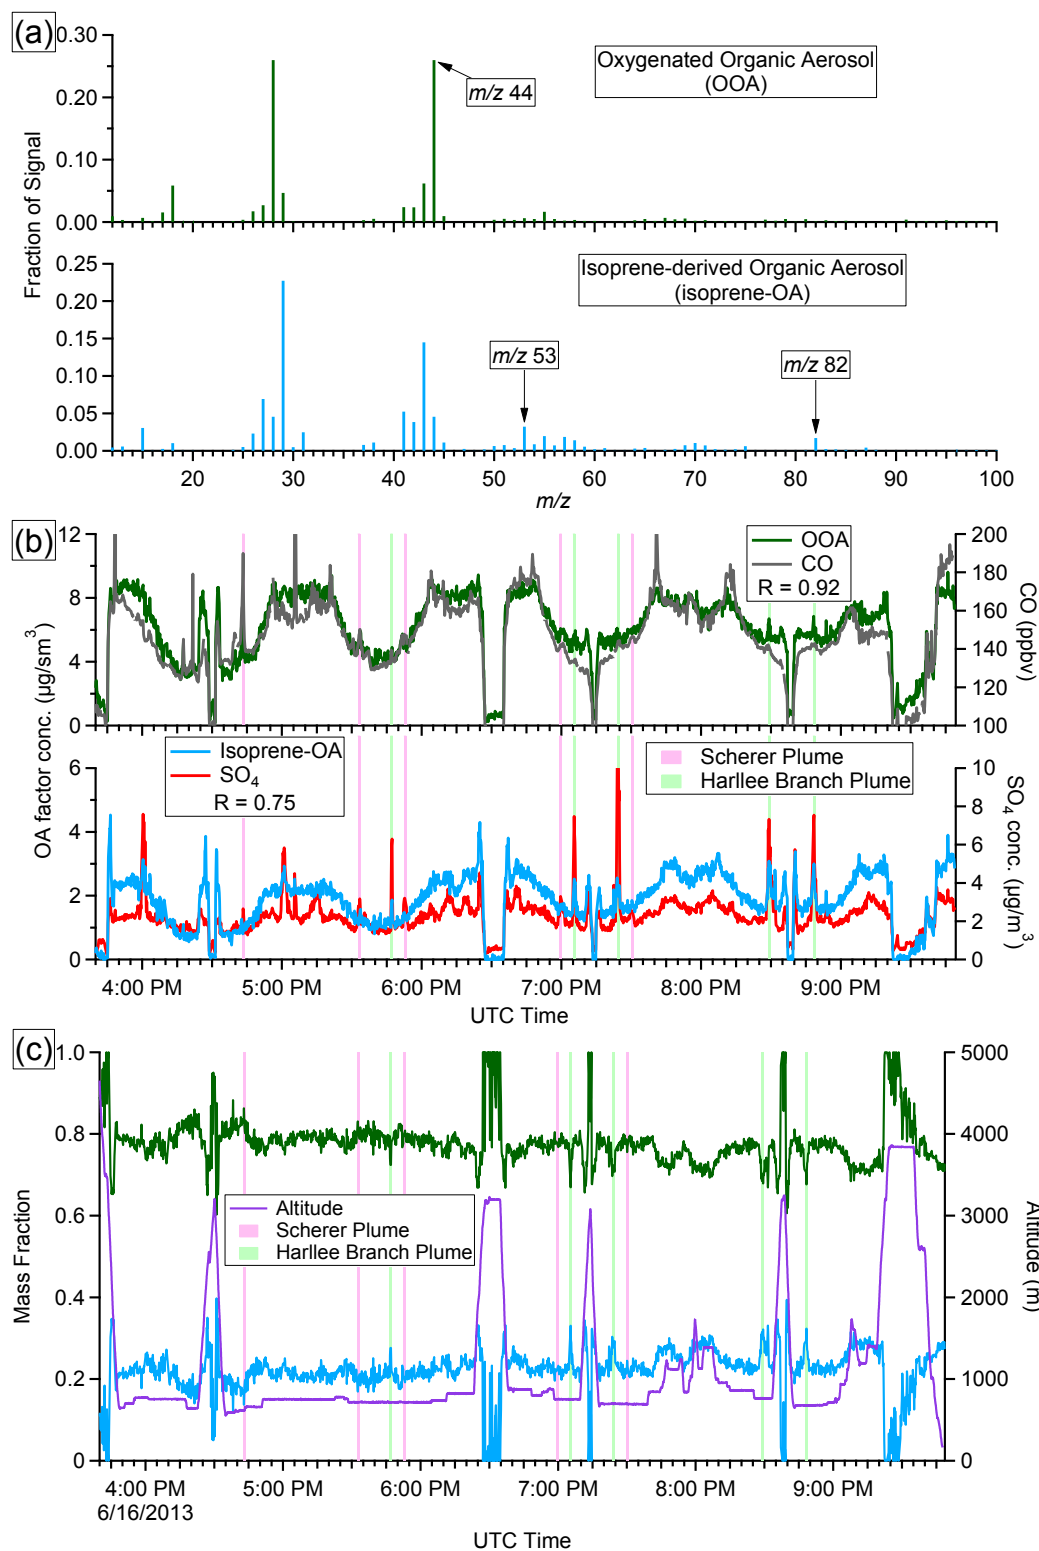 (a)
0.30
0.20
0.10
0.00
Oxygenated Organic Aerosol
(OOA)
m/z 44
Fraction of Signal
0.25
0.20
0.15
0.10
0.05
0.00
Isoprene-derived Organic Aerosol
(isoprene-OA)
m/z 53
m/z 82
20 30 40 50 60 70 80 90 100
m/z
(b)
12
8
4
0
OOA
CO
R = 0.92
200
180
160
140
120
100
CO (ppbv)
OA factor conc. (µg/sm³)
6
4
2
0
Isoprene-OA
SO₄
R = 0.75
Scherer Plume
Harllee Branch Plume
10
8
6
4
2
0
SO₄ conc. (µg/m³)
4:00 PM 5:00 PM 6:00 PM 7:00 PM 8:00 PM 9:00 PM
UTC Time
(c)
1.0
0.8
0.6
0.4
0.2
0
Mass Fraction
Altitude
Scherer Plume
Harllee Branch Plume
5000
4000
3000
2000
1000
0
Altitude (m)
4:00 PM 5:00 PM 6:00 PM 7:00 PM 8:00 PM 9:00 PM
6/16/2013
UTC Time